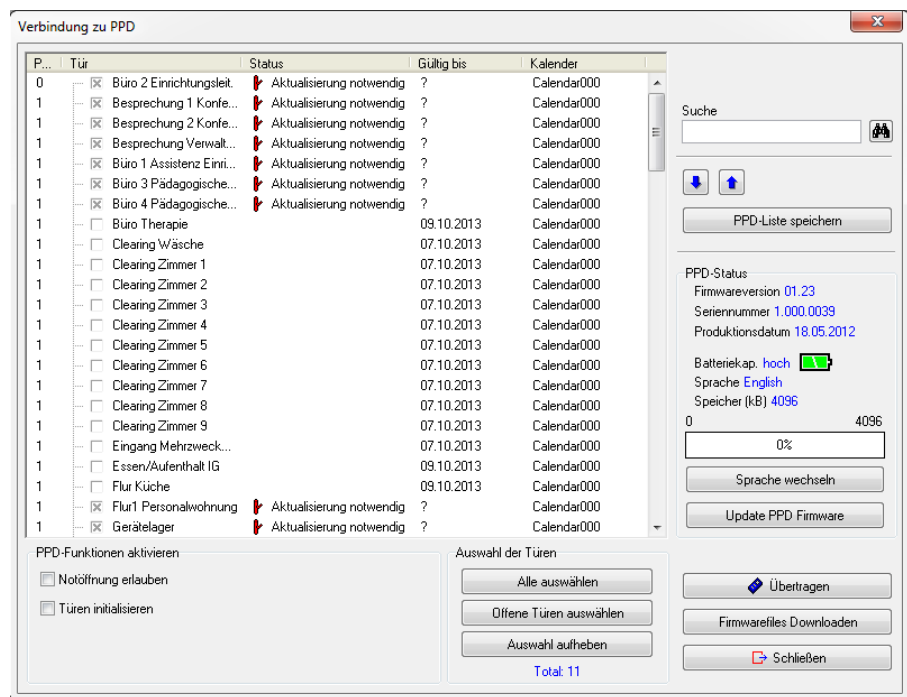 Verbindung zu PPD
P... Tür Status Gültig bis Kalender
0 Büro 2 Einrichtungsleit. Aktualisierung notwendig ? Calendar000
1 Besprechung 1 Konfe... Aktualisierung notwendig ? Calendar000
1 Besprechung 2 Konfe... Aktualisierung notwendig ? Calendar000
1 Besprechung Verwalt... Aktualisierung notwendig ? Calendar000
1 Büro 1 Assistenz Einri... Aktualisierung notwendig ? Calendar000
1 Büro 3 Pädagogische... Aktualisierung notwendig ? Calendar000
1 Büro 4 Pädagogische... Aktualisierung notwendig ? Calendar000
1 Büro Therapie 09.10.2013 Calendar000
1 Clearing Wäsche 07.10.2013 Calendar000
1 Clearing Zimmer 1 07.10.2013 Calendar000
1 Clearing Zimmer 2 07.10.2013 Calendar000
1 Clearing Zimmer 3 07.10.2013 Calendar000
1 Clearing Zimmer 4 07.10.2013 Calendar000
1 Clearing Zimmer 5 07.10.2013 Calendar000
1 Clearing Zimmer 6 07.10.2013 Calendar000
1 Clearing Zimmer 7 07.10.2013 Calendar000
1 Clearing Zimmer 8 07.10.2013 Calendar000
1 Clearing Zimmer 9 07.10.2013 Calendar000
1 Eingang Mehrzweck... 07.10.2013 Calendar000
1 Essen/Aufenthalt IG 09.10.2013 Calendar000
1 Flur Küche 09.10.2013 Calendar000
1 Flur1 Personalwohnung Aktualisierung notwendig ? Calendar000
1 Gerätelager Aktualisierung notwendig ? Calendar000
Suche
PPD-Liste speichern
PPD-Status
Firmwareversion 01.23
Seriennummer 1.000.0039
Produktionsdatum 18.05.2012
Batteriekap. hoch
Sprache English
Speicher (kB) 4096
0 4096
0%
Sprache wechseln
Update PPD Firmware
PPD-Funktionen aktivieren
Notöffnung erlauben
Türen initialisieren
Auswahl der Türen
Alle auswählen
Offene Türen auswählen
Auswahl aufheben
Total: 11
Übertragen
Firmwarefiles Downloaden
Schließen